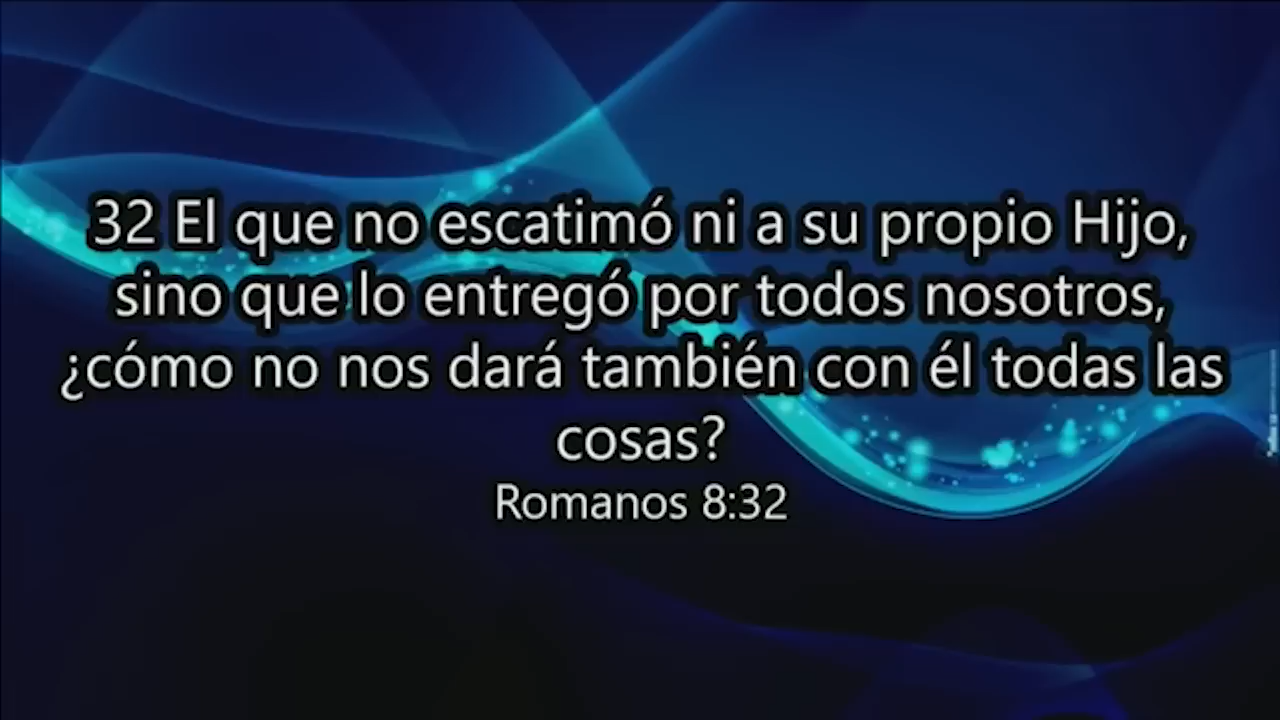 32 El que no escatimó ni a su propio Hijo,
sino que lo entregó por todos nosotros,
¿cómo no nos dará también con él todas las
cosas?
Romanos 8:32